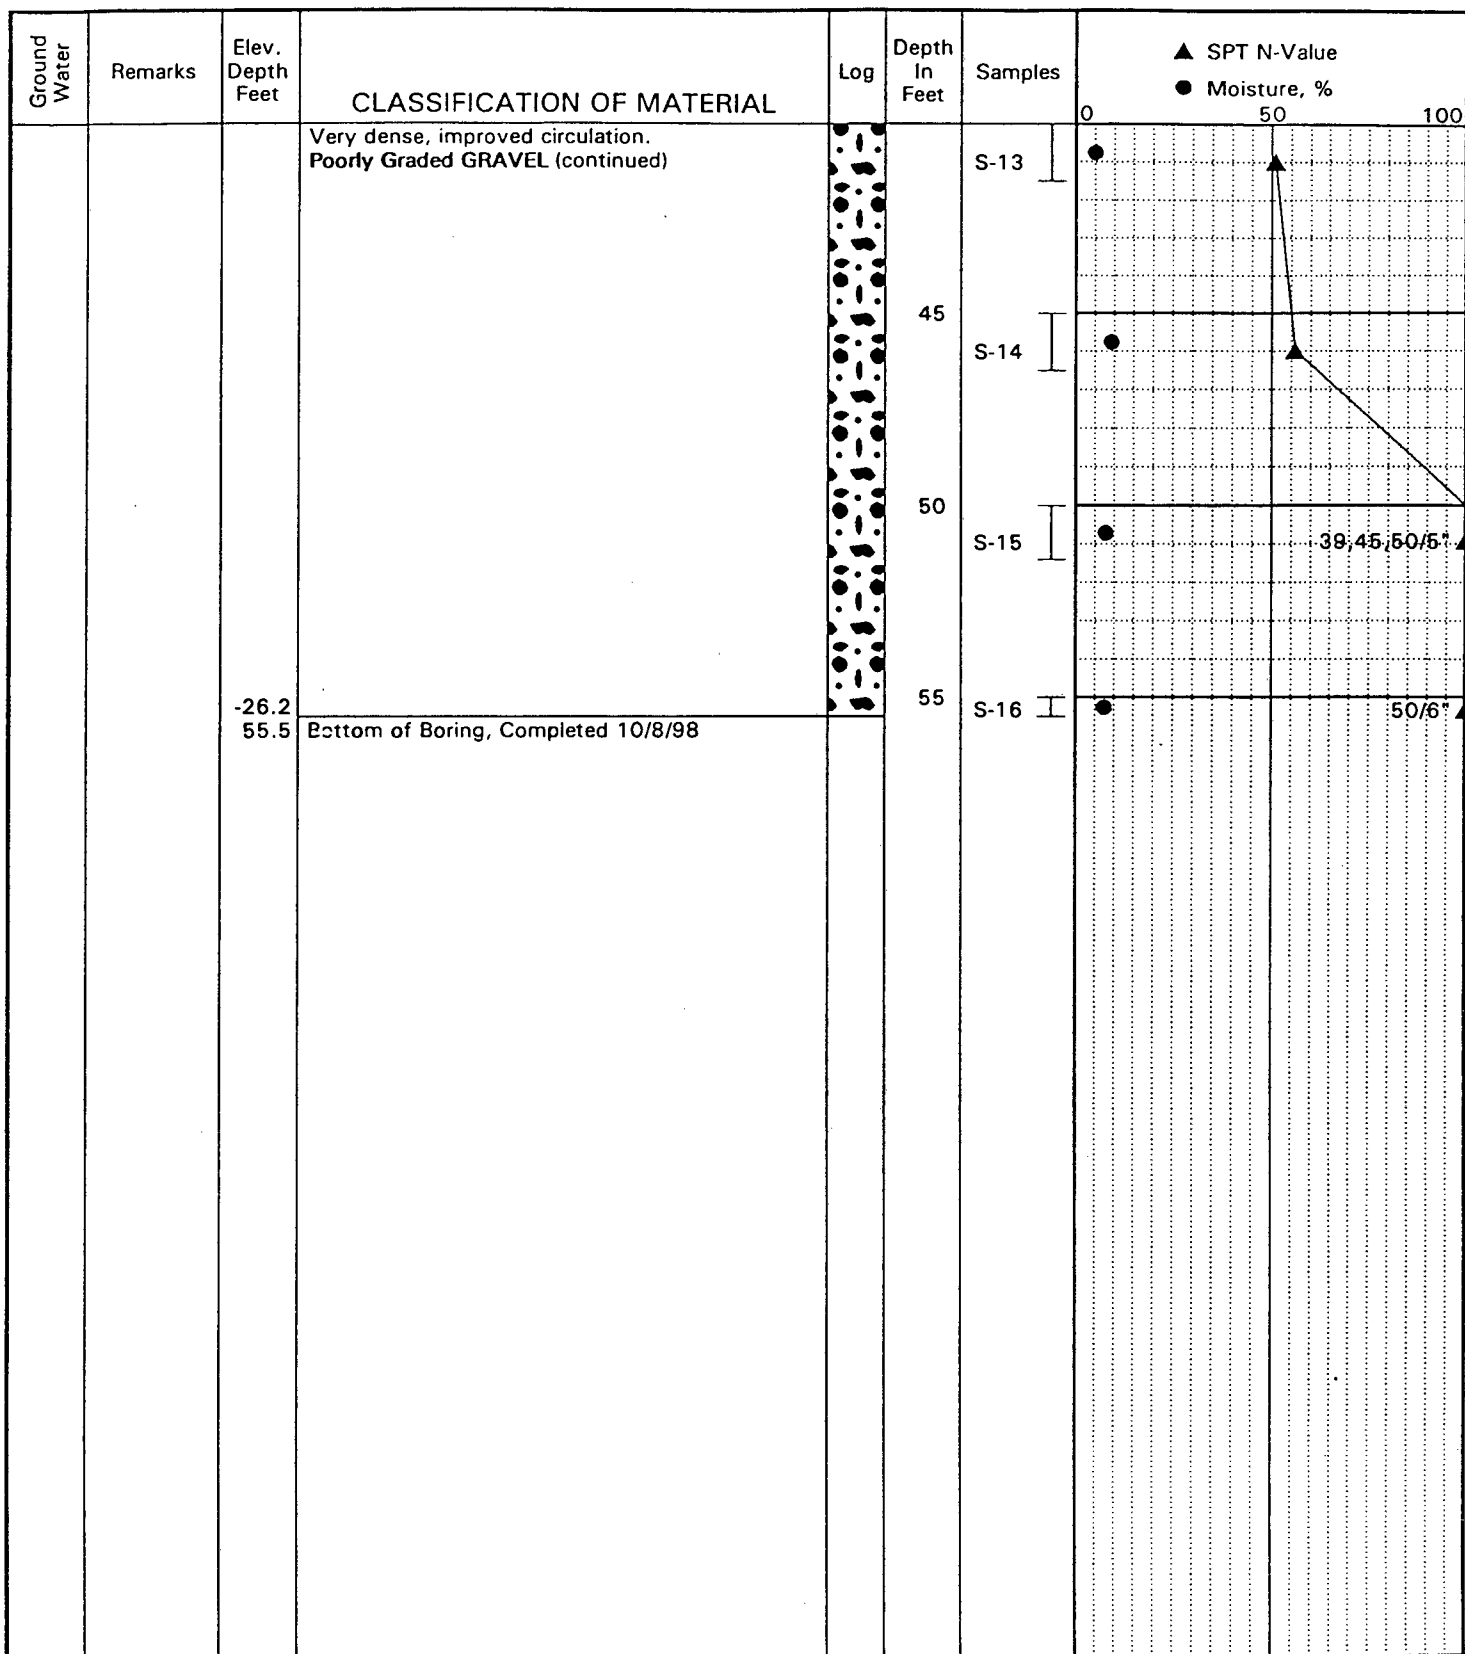 Ground Water
Remarks
Elev. Depth Feet
CLASSIFICATION OF MATERIAL
Log
Depth In Feet
Samples
▲ SPT N-Value
● Moisture, %
0 50 100
Very dense, improved circulation.
Poorly Graded GRAVEL (continued)
S-13
45
S-14
50
S-15
39,45,50/5"
55
S-16
50/6"
-26.2
55.5 Bottom of Boring, Completed 10/8/98